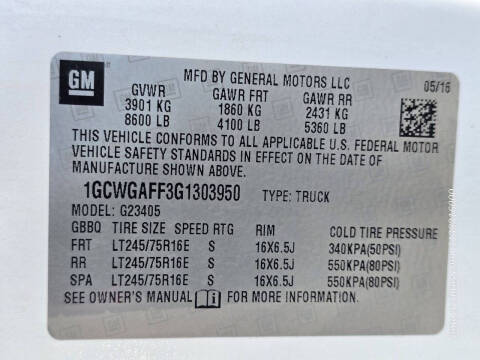 GM
MFD BY GENERAL MOTORS LLC
05/16
GVWR GAWR FRT GAWR RR
3901 KG 1860 KG 2431 KG
8600 LB 4100 LB 5360 LB
THIS VEHICLE CONFORMS TO ALL APPLICABLE U.S. FEDERAL MOTOR
VEHICLE SAFETY STANDARDS IN EFFECT ON THE DATE OF
MANUFACTURE SHOWN ABOVE.
1GCWGAFF3G1303950 TYPE: TRUCK
MODEL: G23405
GBBQ TIRE SIZE SPEED RTG RIM COLD TIRE PRESSURE
FRT LT245/75R16E S 16X6.5J 340KPA(50PSI)
RR LT245/75R16E S 16X6.5J 550KPA(80PSI)
SPA LT245/75R16E S 16X6.5J 550KPA(80PSI)
SEE OWNER'S MANUAL FOR MORE INFORMATION.